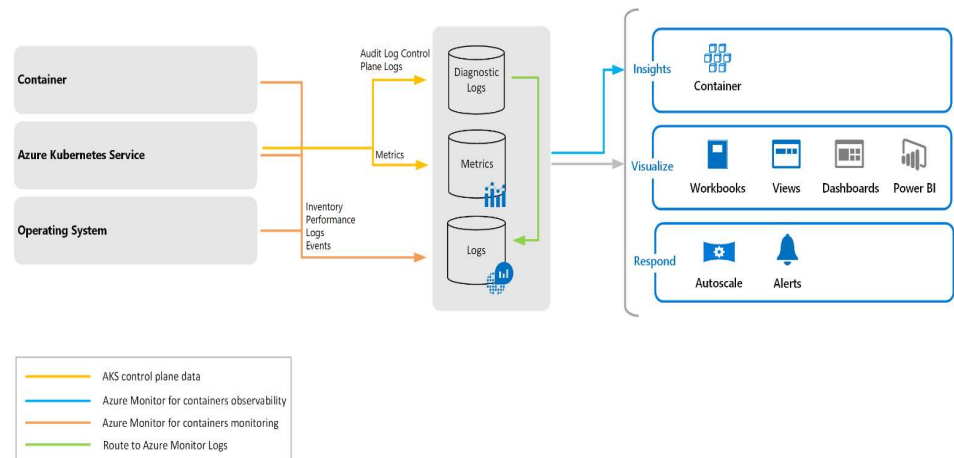 Container
Azure Kubernetes Service
Operating System
Audit Log Control
Plane Logs
Metrics
Inventory
Performance
Logs
Events
Diagnostic
Logs
Metrics
Logs
Insights
Container
Visualize
Workbooks
Views
Dashboards
Power BI
Respond
Autoscale
Alerts
AKS control plane data
Azure Monitor for containers observability
Azure Monitor for containers monitoring
Route to Azure Monitor Logs